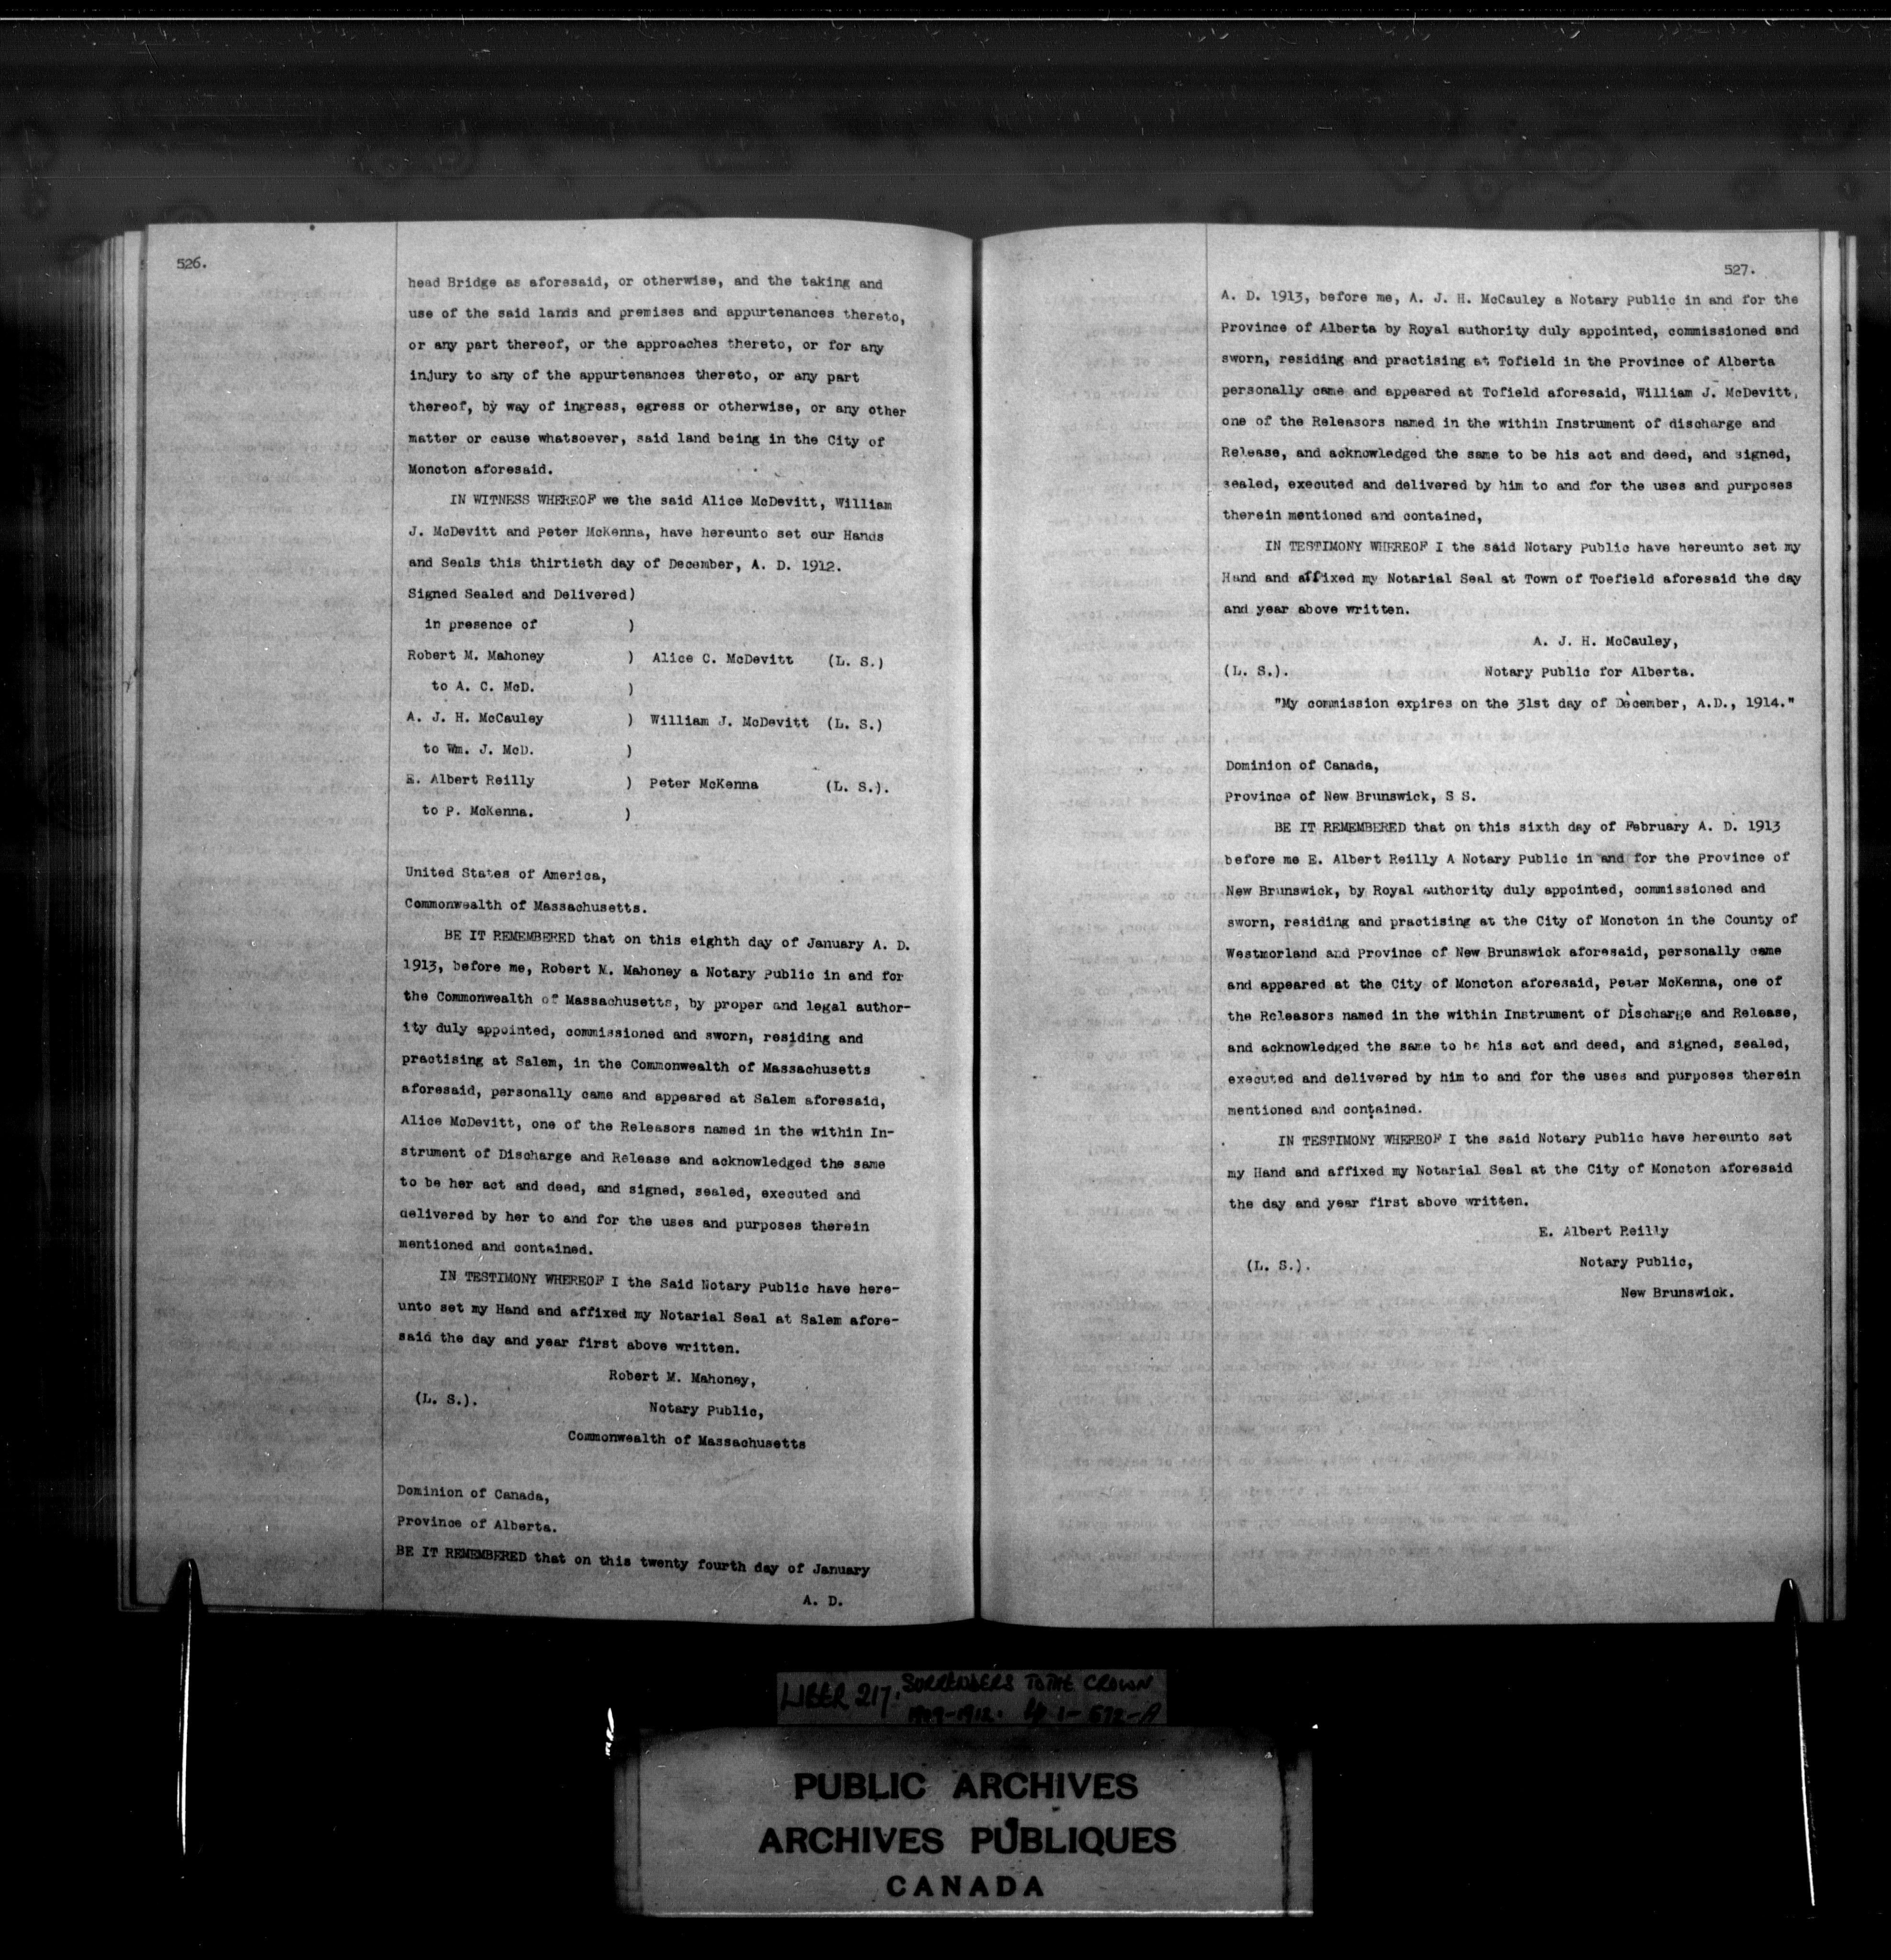 526.
head Bridge as aforesaid, or otherwise, and the taking and
use of the said lands and premises and appurtenances thereto,
or any part thereof, or the approaches thereto, or for any
injury to any of the appurtenances thereto, or any part
thereof, by way of ingress, egress or otherwise, or any other
matter or cause whatsoever, said land being in the City of
Moncton aforesaid.
IN WITNESS WHEREOF we the said Alice McDevitt, William
J. McDevitt and Peter McKenna, have hereunto set our Hands
and Seals this thirtieth day of December, A. D. 1912.
Signed Sealed and Delivered)
in presence of )
Robert M. Mahoney ) Alice C. McDevitt (L. S.)
to A. C. McD. )
A. J. H. McCauley ) William J. McDevitt (L. S.)
to Wm. J. McD. )
E. Albert Reilly ) Peter McKenna (L. S.).
to P. McKenna. )
United States of America,
Commonwealth of Massachusetts.
BE IT REMEMBERED that on this eighth day of January A. D.
1913, before me, Robert M. Mahoney a Notary Public in and for
the Commonwealth of Massachusetts, by proper and legal author-
ity duly appointed, commissioned and sworn, residing and
practising at Salem, in the Commonwealth of Massachusetts
aforesaid, personally came and appeared at Salem aforesaid,
Alice McDevitt, one of the Releasors named in the within In-
strument of Discharge and Release and acknowledged the same
to be her act and deed, and signed, sealed, executed and
delivered by her to and for the uses and purposes therein
mentioned and contained.
IN TESTIMONY WHEREOF I the Said Notary Public have here-
unto set my Hand and affixed my Notarial Seal at Salem afore-
said the day and year first above written.
Robert M. Mahoney,
(L. S.). Notary Public,
Commonwealth of Massachusetts
Dominion of Canada,
Province of Alberta.
BE IT REMEMBERED that on this twenty fourth day of January
A. D.
527.
A. D. 1913, before me, A. J. H. McCauley a Notary Public in and for the
Province of Alberta by Royal authority duly appointed, commissioned and
sworn, residing and practising at Tofield in the Province of Alberta
personally came and appeared at Tofield aforesaid, William J. McDevitt,
one of the Releasors named in the within Instrument of discharge and
Release, and acknowledged the same to be his act and deed, and signed,
sealed, executed and delivered by him to and for the uses and purposes
therein mentioned and contained,
IN TESTIMONY WHEREOF I the said Notary Public have hereunto set my
Hand and affixed my Notarial Seal at Town of Toefield aforesaid the day
and year above written.
A. J. H. McCauley,
(L. S.). Notary Public for Alberta.
"My commission expires on the 31st day of December, A.D., 1914."
Dominion of Canada,
Province of New Brunswick, S S.
BE IT REMEMBERED that on this sixth day of February A. D. 1913
before me E. Albert Reilly A Notary Public in and for the Province of
New Brunswick, by Royal authority duly appointed, commissioned and
sworn, residing and practising at the City of Moncton in the County of
Westmorland and Province of New Brunswick aforesaid, personally came
and appeared at the City of Moncton aforesaid, Peter McKenna, one of
the Releasors named in the within Instrument of Discharge and Release,
and acknowledged the same to be his act and deed, and signed, sealed,
executed and delivered by him to and for the uses and purposes therein
mentioned and contained.
IN TESTIMONY WHEREOF I the said Notary Public have hereunto set
my Hand and affixed my Notarial Seal at the City of Moncton aforesaid
the day and year first above written.
E. Albert Reilly
(L. S.). Notary Public,
New Brunswick.
LIBER 217. SURRENDERS TO THE CROWN
1909-1912. pp 1-572-A
PUBLIC ARCHIVES
ARCHIVES PUBLIQUES
CANADA